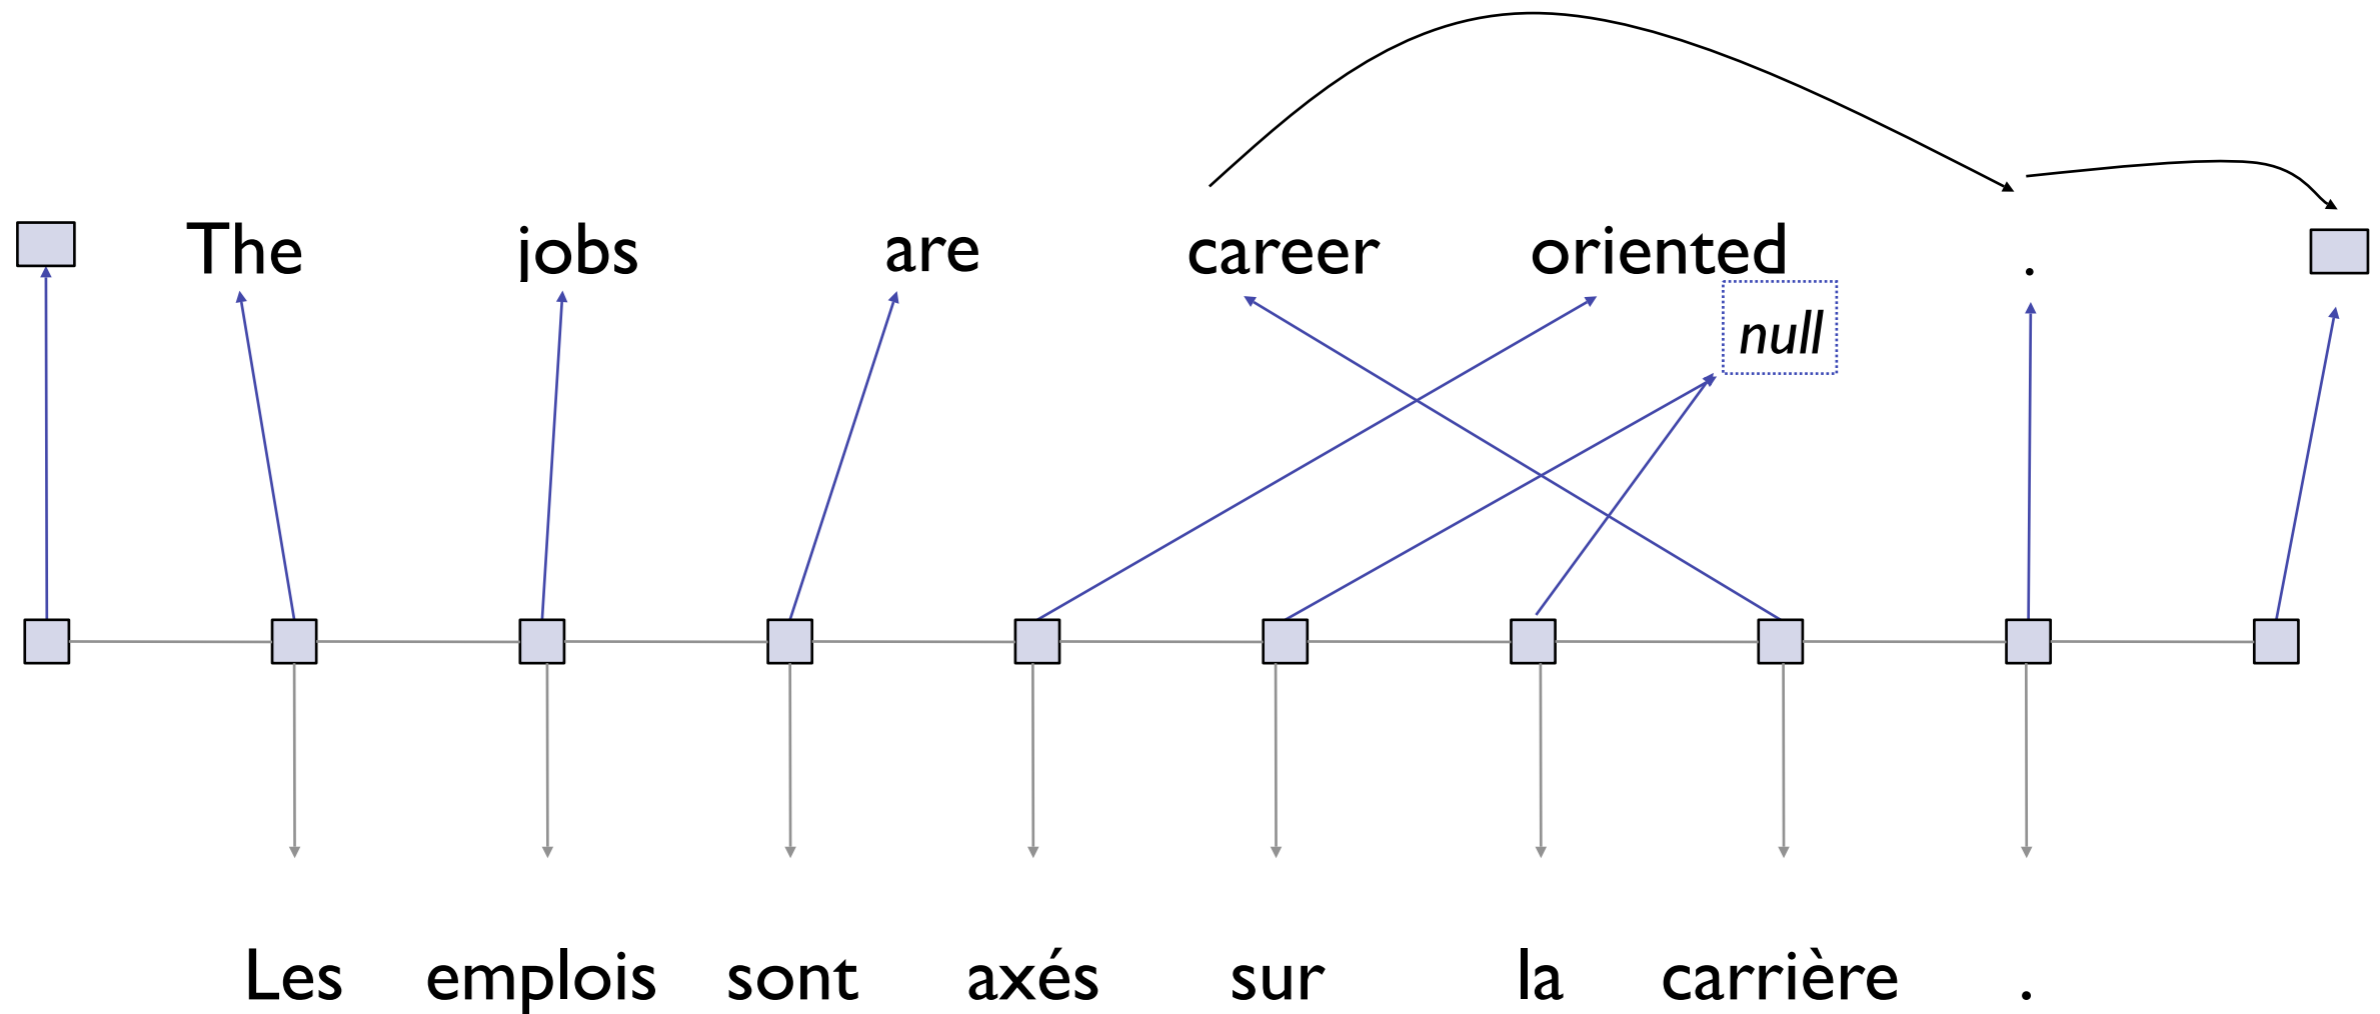 The jobs are career oriented .
null
Les emplois sont axés sur la carrière .